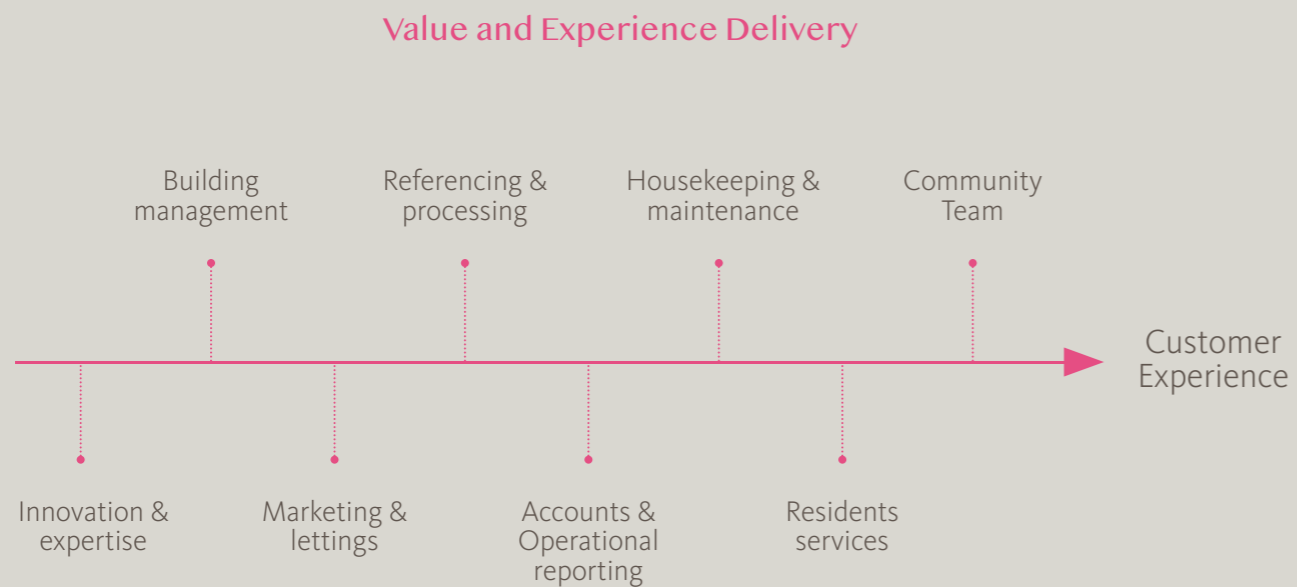 Value and Experience Delivery
Building
management
Referencing &
processing
Housekeeping &
maintenance
Community
Team
Customer
Experience
Innovation &
expertise
Marketing &
lettings
Accounts &
Operational
reporting
Residents
services